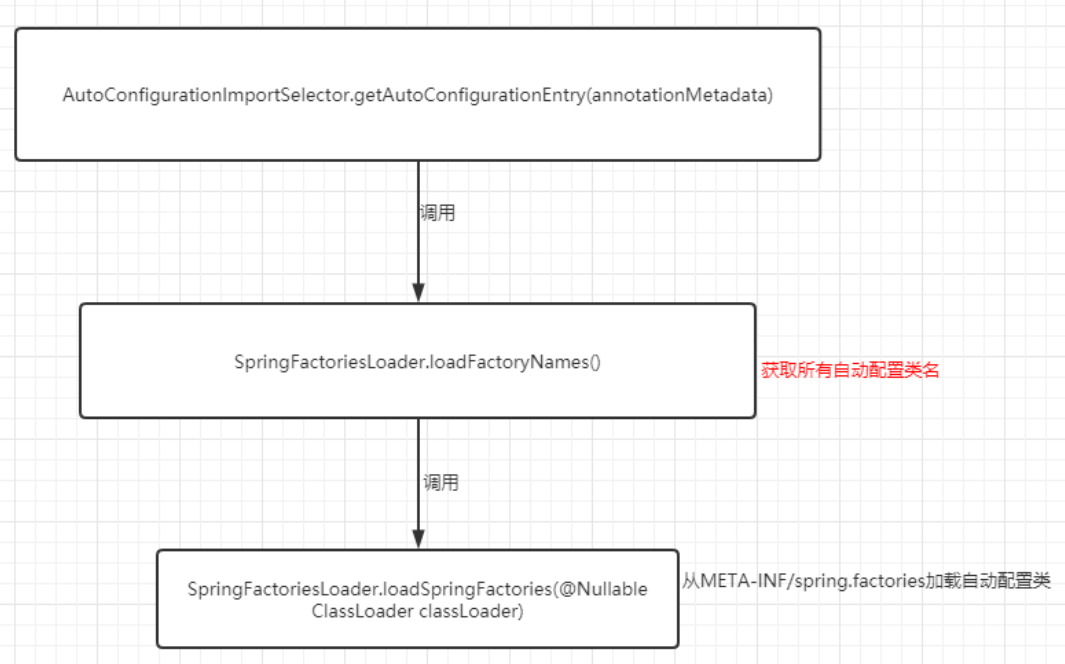 AutoConfigurationImportSelector.getAutoConfigurationEntry(annotationMetadata)
调用
SpringFactoriesLoader.loadFactoryNames()
获取所有自动配置类名
调用
SpringFactoriesLoader.loadSpringFactories(@Nullable
ClassLoader classLoader)
从META-INF/spring.factories加载自动配置类